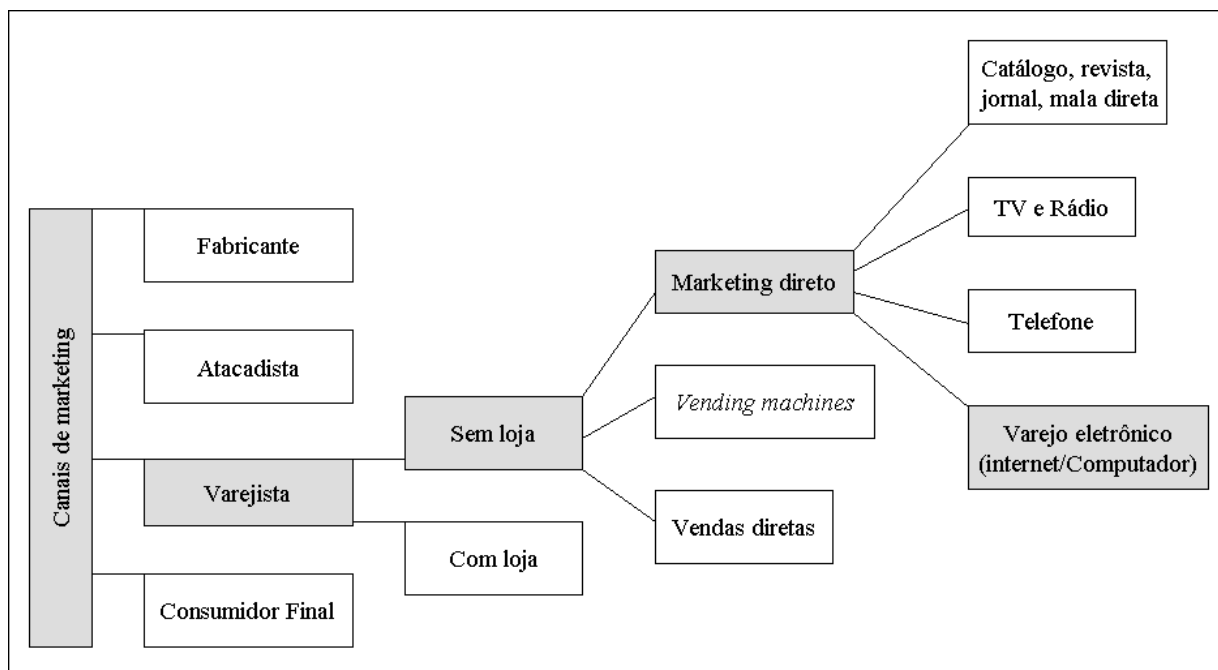 Canais de marketing
Fabricante
Atacadista
Varejista
Consumidor Final
Sem loja
Com loja
Marketing direto
Vending machines
Vendas diretas
Catálogo, revista,
jornal, mala direta
TV e Rádio
Telefone
Varejo eletrônico
(internet/Computador)